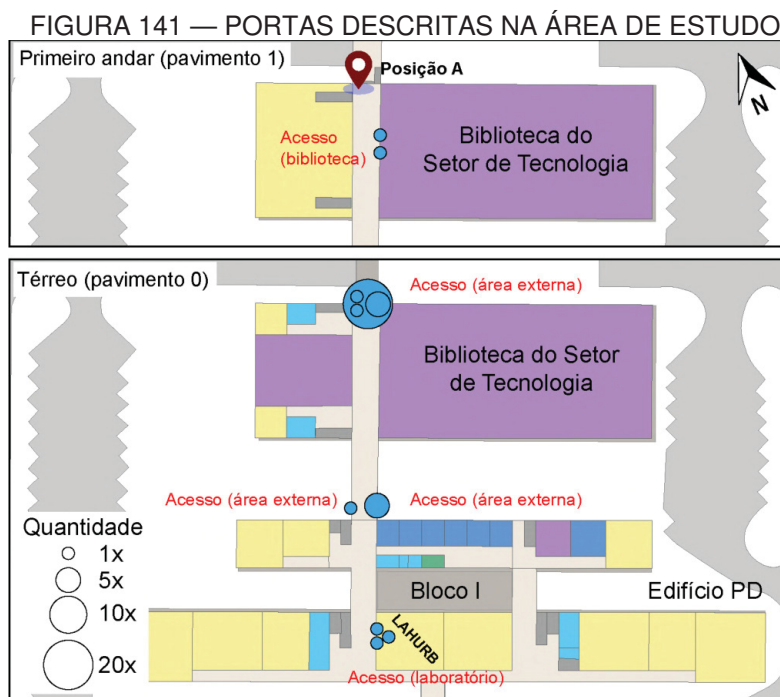 FIGURA 141 — PORTAS DESCRITAS NA ÁREA DE ESTUDO
Primeiro andar (pavimento 1)
Posição A
N
Acesso
(biblioteca)
Biblioteca do
Setor de Tecnologia
Térreo (pavimento 0)
Acesso (área externa)
Biblioteca do Setor
de Tecnologia
Acesso (área externa)
Acesso (área externa)
Quantidade
1x
5x
10x
20x
Bloco I
Edifício PD
LAHURB
Acesso (laboratório)